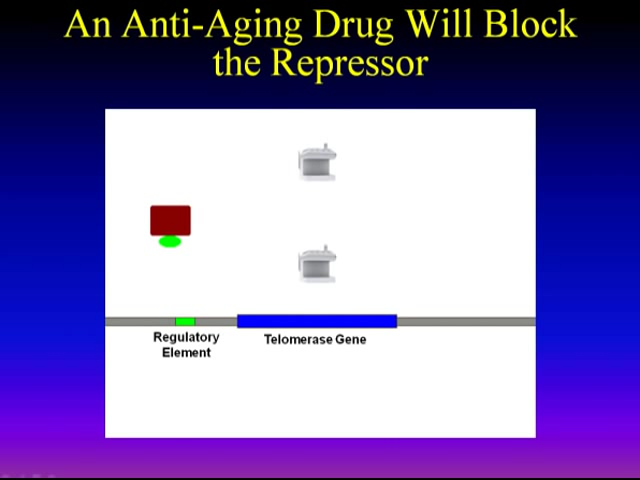 An Anti-Aging Drug Will Block
the Repressor
Regulatory
Element
Telomerase Gene